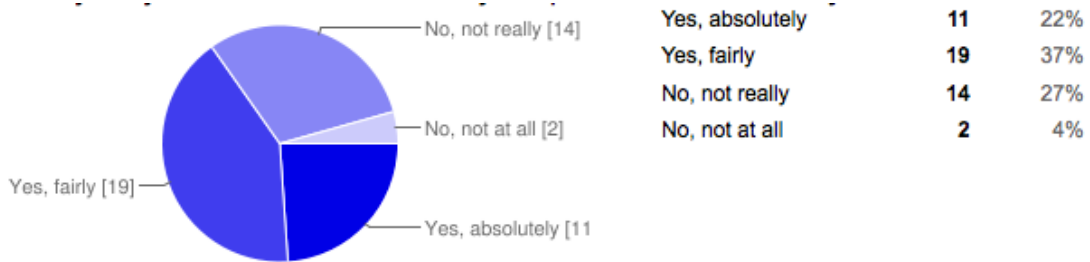 No, not really [14]
No, not at all [2]
Yes, fairly [19]
Yes, absolutely [11
Yes, absolutely 11 22%
Yes, fairly 19 37%
No, not really 14 27%
No, not at all 2 4%